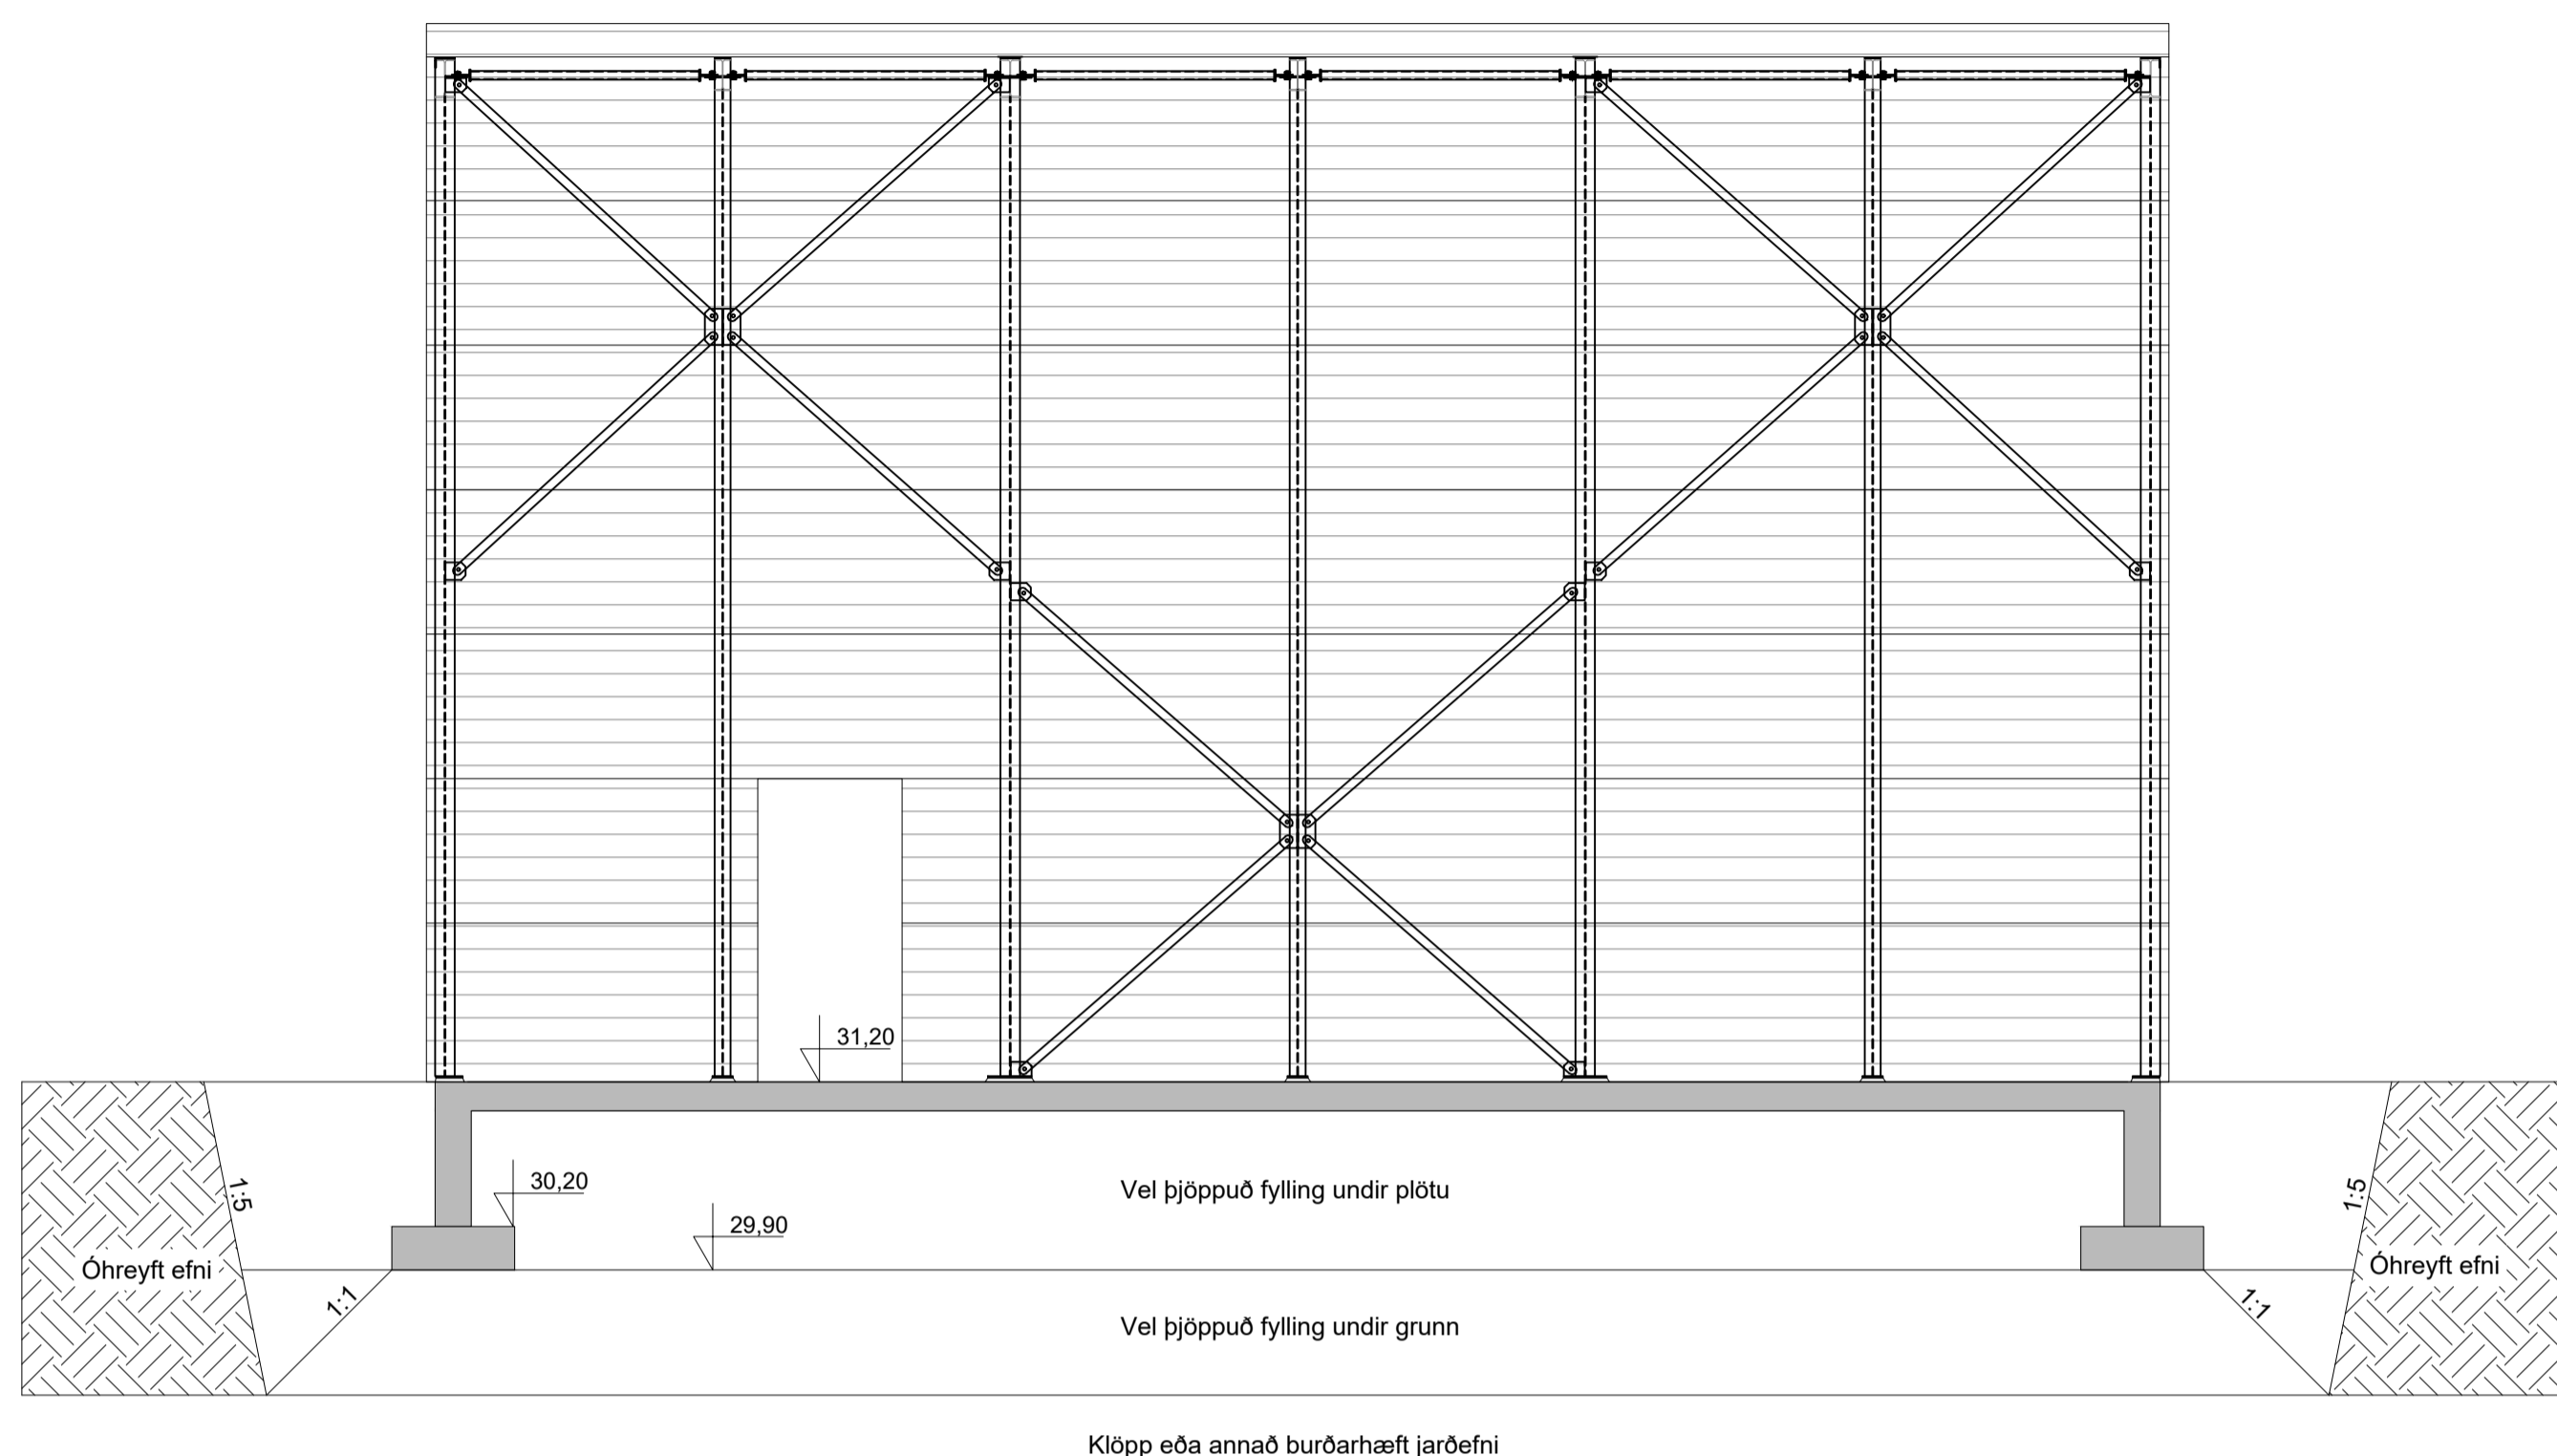 31,20
30,20
1:5
Vel þjöppuð fylling undir plötu
1:5
29,90
Óhreyft efni
Óhreyft efni
1:1
1:1
Vel þjöppuð fylling undir grunn
Klöpp eða annað burðarhæft jarðefni